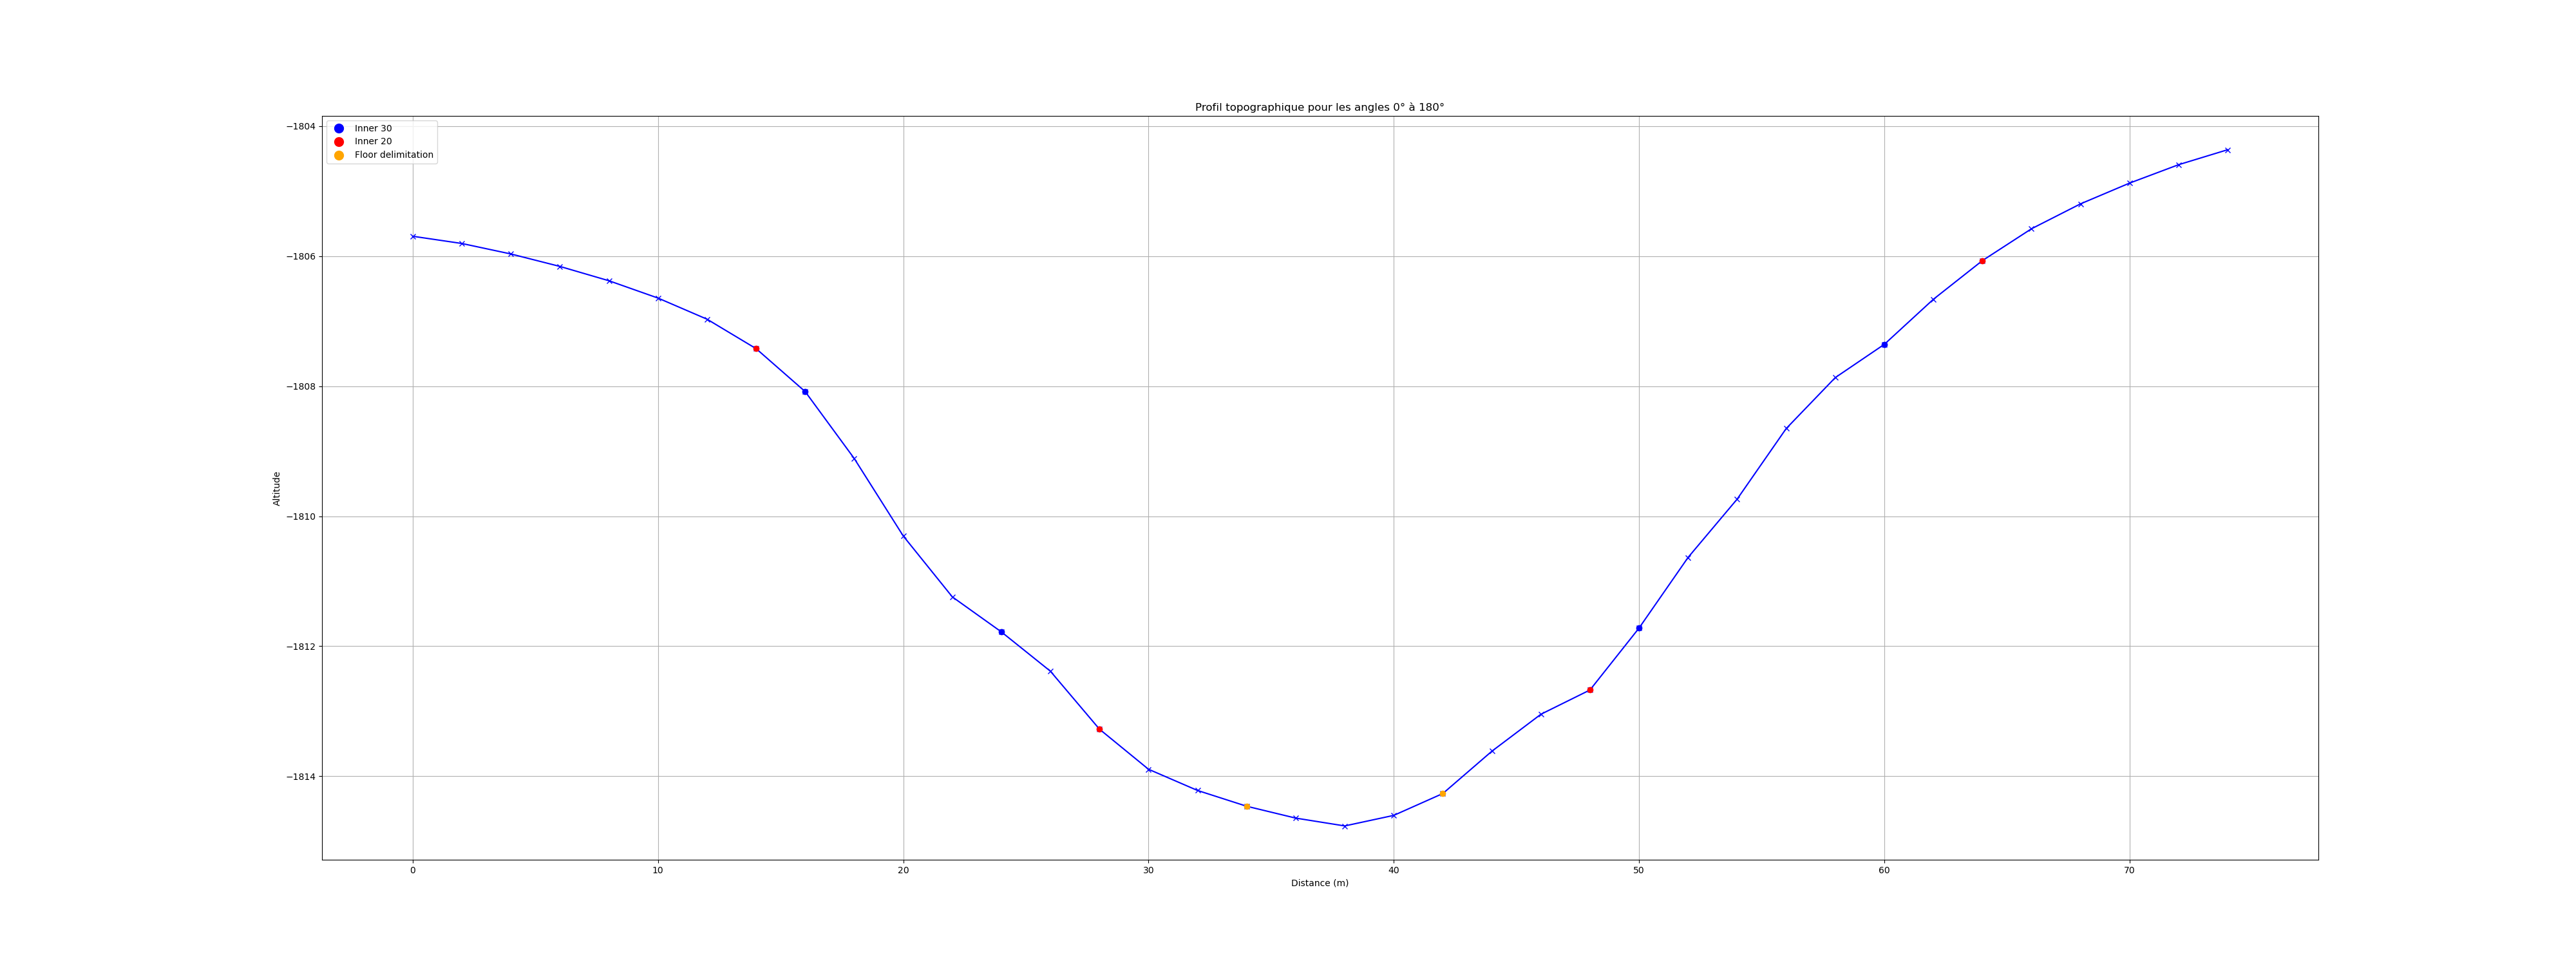 Profil topographique pour les angles 0° à 180°
Inner 30
Inner 20
Floor delimitation
−1804
−1806
−1808
−1810
−1812
−1814
Altitude
0 10 20 30 40 50 60 70
Distance (m)